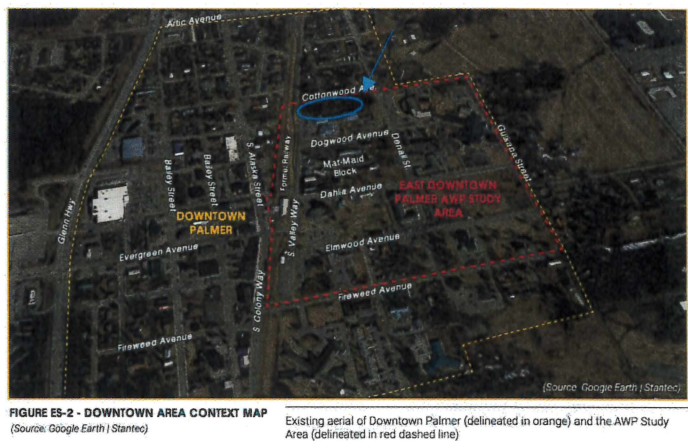 Artic Avenue
Cottonwood Ave
Dogwood Avenue
Denali St
Gulkana Street
Mat-Maid
Block
Dahlia Avenue
EAST DOWNTOWN
PALMER AWP STUDY
AREA
Former Railway
S. Alaska Street
Bailey Street
Bailey Street
S. Valley Way
DOWNTOWN
PALMER
Glenn Hwy
Evergreen Avenue
Elmwood Avenue
S. Colony Way
Fireweed Avenue
Fireweed Avenue
(Source: Google Earth | Stantec)
FIGURE ES-2 - DOWNTOWN AREA CONTEXT MAP
(Source: Google Earth | Stantec)
Existing aerial of Downtown Palmer (delineated in orange) and the AWP Study
Area (delineated in red dashed line)